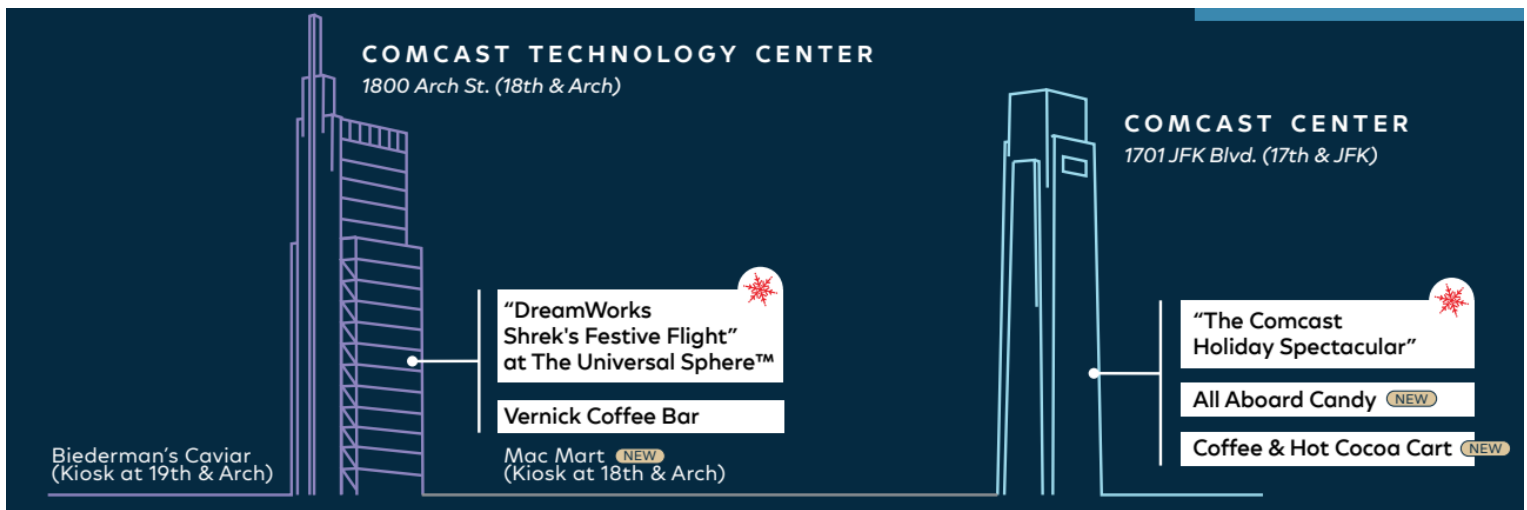 COMCAST TECHNOLOGY CENTER
1800 Arch St. (18th & Arch)
“DreamWorks
Shrek's Festive Flight”
at The Universal Sphere™
Vernick Coffee Bar
Biederman’s Caviar
(Kiosk at 19th & Arch)
Mac Mart NEW
(Kiosk at 18th & Arch)
COMCAST CENTER
1701 JFK Blvd. (17th & JFK)
“The Comcast
Holiday Spectacular”
All Aboard Candy NEW
Coffee & Hot Cocoa Cart NEW